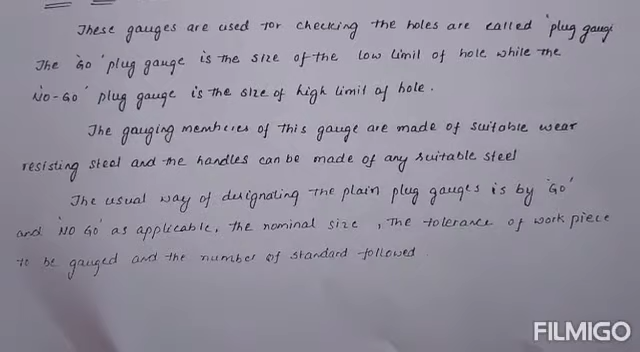 These gauges are used for checking the holes are called 'plug gaug
The 'GO' plug gauge is the size of the low limit of hole while the
'NO-GO' plug gauge is the size of high limit of hole.
The gauging memberes of this gauge are made of suitable wear
resisting steel and the handles can be made of any suitable steel
The usual way of designating the plain plug gauges is by 'GO'
and 'NO GO' as applicable, the nominal size, the tolerance of work piece
to be gauged and the number of standard followed.
FILMIGO